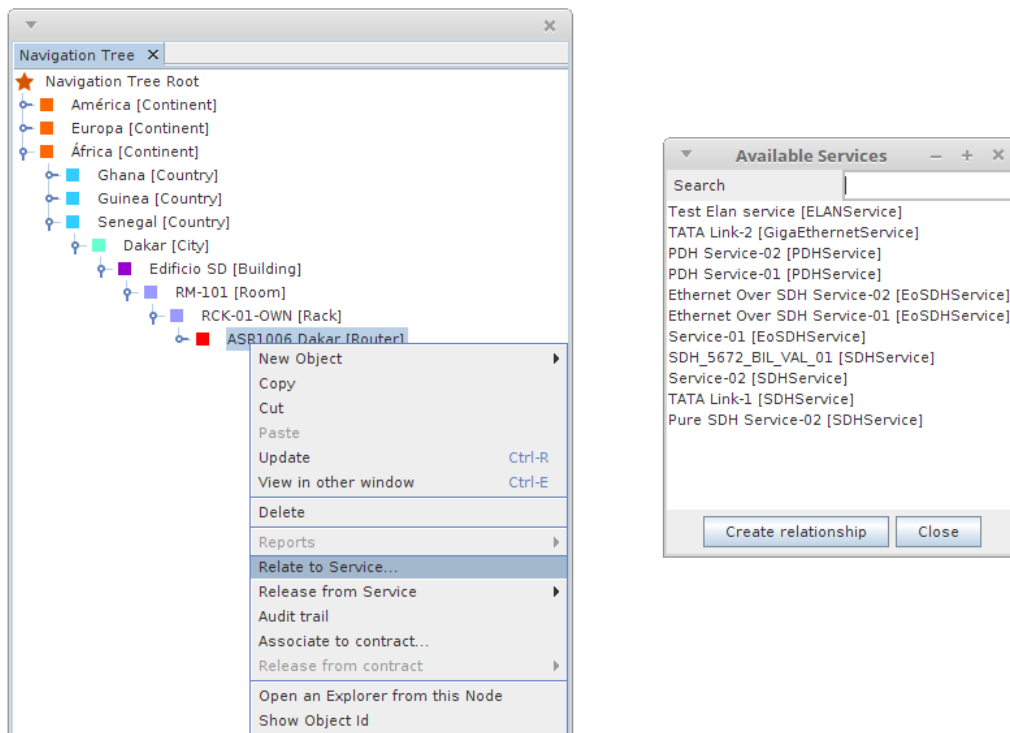 Navigation Tree X
Navigation Tree Root
América [Continent]
Europa [Continent]
África [Continent]
Ghana [Country]
Guinea [Country]
Senegal [Country]
Dakar [City]
Edificio SD [Building]
RM-101 [Room]
RCK-01-OWN [Rack]
ASR1006 Dakar [Router]
New Object
Copy
Cut
Paste
Update Ctrl-R
View in other window Ctrl-E
Delete
Reports
Relate to Service...
Release from Service
Audit trail
Associate to contract...
Release from contract
Open an Explorer from this Node
Show Object Id
Available Services
Search
Test Elan service [ELANService]
TATA Link-2 [GigaEthernetService]
PDH Service-02 [PDHService]
PDH Service-01 [PDHService]
Ethernet Over SDH Service-02 [EoSDHService]
Ethernet Over SDH Service-01 [EoSDHService]
Service-01 [EoSDHService]
SDH_5672_BIL_VAL_01 [SDHService]
Service-02 [SDHService]
TATA Link-1 [SDHService]
Pure SDH Service-02 [SDHService]
Create relationship Close